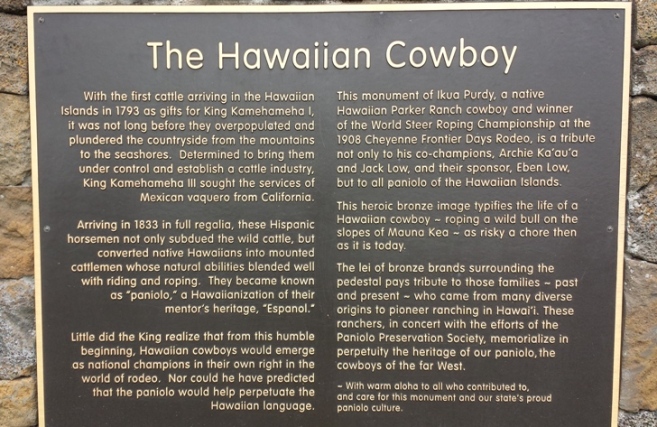 The Hawaiian Cowboy
With the first cattle arriving in the Hawaiian
Islands in 1793 as gifts for King Kamehameha I,
it was not long before they overpopulated and
plundered the countryside from the mountains
to the seashores. Determined to bring them
under control and establish a cattle industry,
King Kamehameha III sought the services of
Mexican vaquero from California.
Arriving in 1833 in full regalia, these Hispanic
horsemen not only subdued the wild cattle, but
converted native Hawaiians into mounted
cattlemen whose natural abilities blended well
with riding and roping. They became known
as "paniolo," a Hawaiianization of their
mentor's heritage, "Espanol."
Little did the King realize that from this humble
beginning, Hawaiian cowboys would emerge
as national champions in their own right in the
world of rodeo. Nor could he have predicted
that the paniolo would help perpetuate the
Hawaiian language.
This monument of Ikua Purdy, a native
Hawaiian Parker Ranch cowboy and winner
of the World Steer Roping Championship at the
1908 Cheyenne Frontier Days Rodeo, is a tribute
not only to his co-champions, Archie Ka'au'a
and Jack Low, and their sponsor, Eben Low,
but to all paniolo of the Hawaiian Islands.
This heroic bronze image typifies the life of a
Hawaiian cowboy ~ roping a wild bull on the
slopes of Mauna Kea ~ as risky a chore then
as it is today.
The lei of bronze brands surrounding the
pedestal pays tribute to those families ~ past
and present ~ who came from many diverse
origins to pioneer ranching in Hawai'i. These
ranchers, in concert with the efforts of the
Paniolo Preservation Society, memorialize in
perpetuity the heritage of our paniolo, the
cowboys of the far West.
~ With warm aloha to all who contributed to,
and care for this monument and our state's proud
paniolo culture.